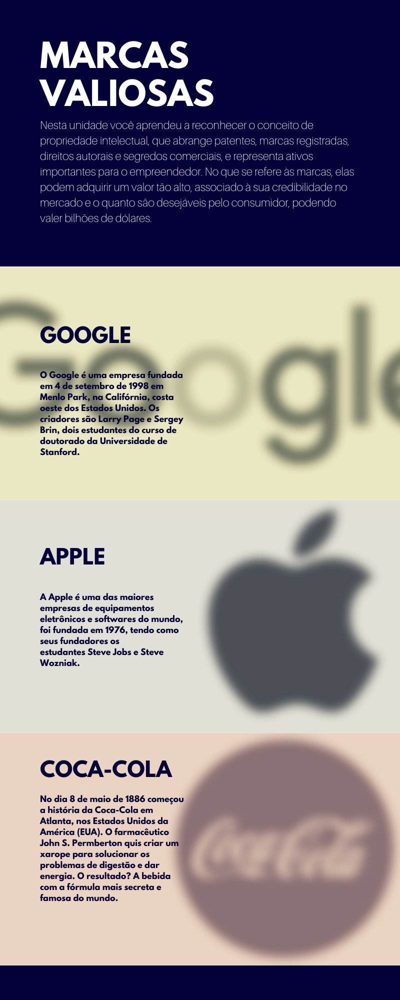 MARCAS
VALIOSAS
Nesta unidade você aprendeu a reconhecer o conceito de
propriedade intelectual, que abrange patentes, marcas registradas,
direitos autorais e segredos comerciais, e representa ativos
importantes para o empreendedor. No que se refere às marcas, elas
podem adquirir um valor tão alto, associado à sua credibilidade no
mercado e o quanto são desejáveis pelo consumidor, podendo
valer bilhões de dólares.
Google
GOOGLE
O Google é uma empresa fundada
em 4 de setembro de 1998 em
Menlo Park, na Califórnia, costa
oeste dos Estados Unidos. Os
criadores são Larry Page e Sergey
Brin, dois estudantes do curso de
doutorado da Universidade de
Stanford.
APPLE
A Apple é uma das maiores
empresas de equipamentos
eletrônicos e softwares do mundo,
foi fundada em 1976, tendo como
seus fundadores os
estudantes Steve Jobs e Steve
Wozniak.
COCA-COLA
No dia 8 de maio de 1886 começou
a história da Coca-Cola em
Atlanta, nos Estados Unidos da
América (EUA). O farmacêutico
John S. Permberton quis criar um
xarope para solucionar os
problemas de digestão e dar
energia. O resultado? A bebida
com a fórmula mais secreta e
famosa do mundo.
Coca-Cola